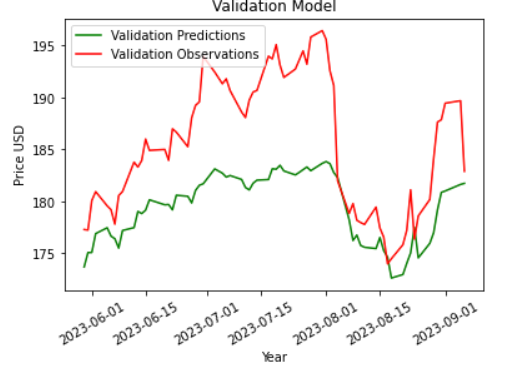 Validation Model
Validation Predictions
Validation Observations
195
190
185
180
175
Price USD
2023-06-01
2023-06-15
2023-07-01
2023-07-15
2023-08-01
2023-08-15
2023-09-01
Year